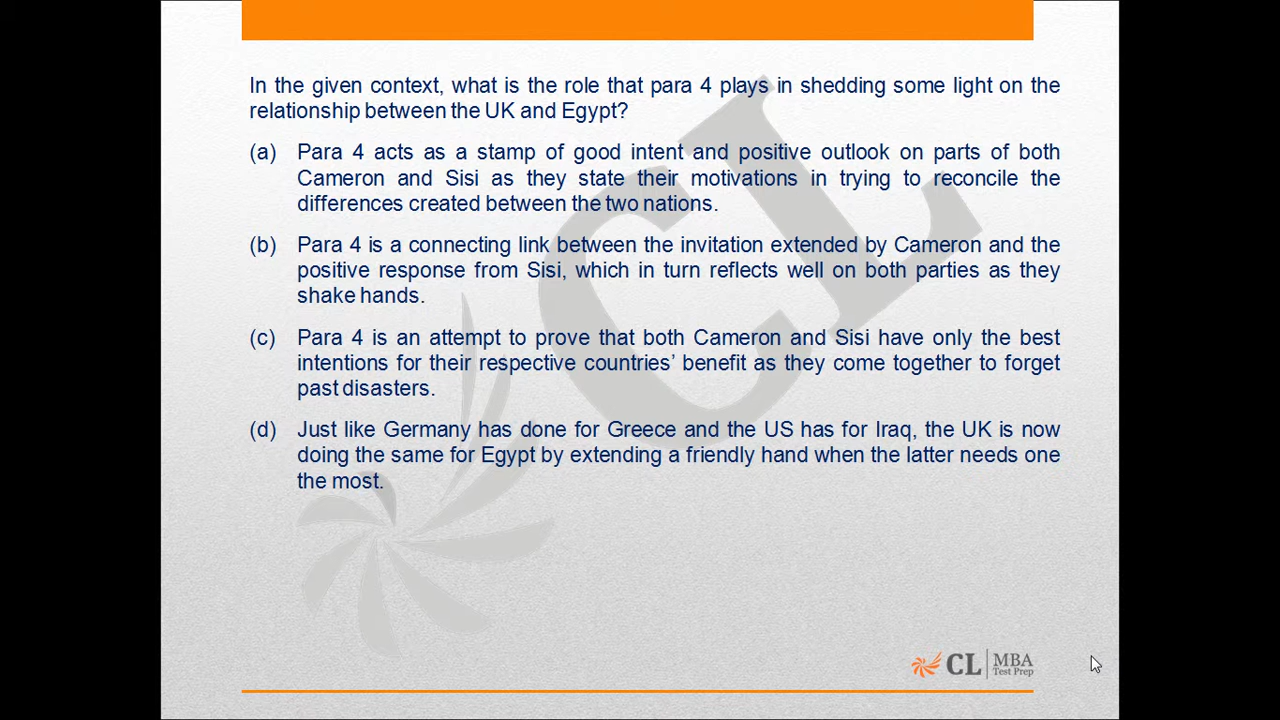 In the given context, what is the role that para 4 plays in shedding some light on the
relationship between the UK and Egypt?
(a) Para 4 acts as a stamp of good intent and positive outlook on parts of both
Cameron and Sisi as they state their motivations in trying to reconcile the
differences created between the two nations.
(b) Para 4 is a connecting link between the invitation extended by Cameron and the
positive response from Sisi, which in turn reflects well on both parties as they
shake hands.
(c) Para 4 is an attempt to prove that both Cameron and Sisi have only the best
intentions for their respective countries’ benefit as they come together to forget
past disasters.
(d) Just like Germany has done for Greece and the US has for Iraq, the UK is now
doing the same for Egypt by extending a friendly hand when the latter needs one
the most.
CL
CL MBA
Test Prep